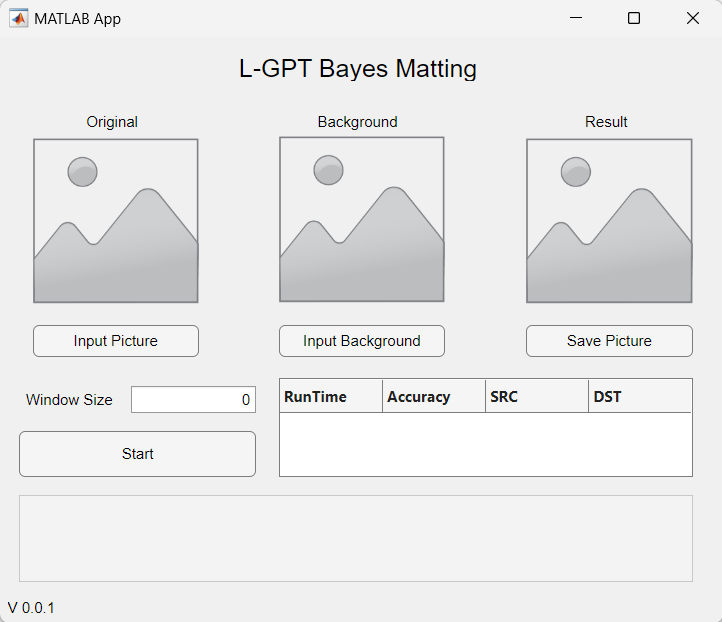 MATLAB App
L-GPT Bayes Matting
Original
Background
Result
Input Picture
Input Background
Save Picture
Window Size
0
RunTime
Accuracy
SRC
DST
Start
V 0.0.1